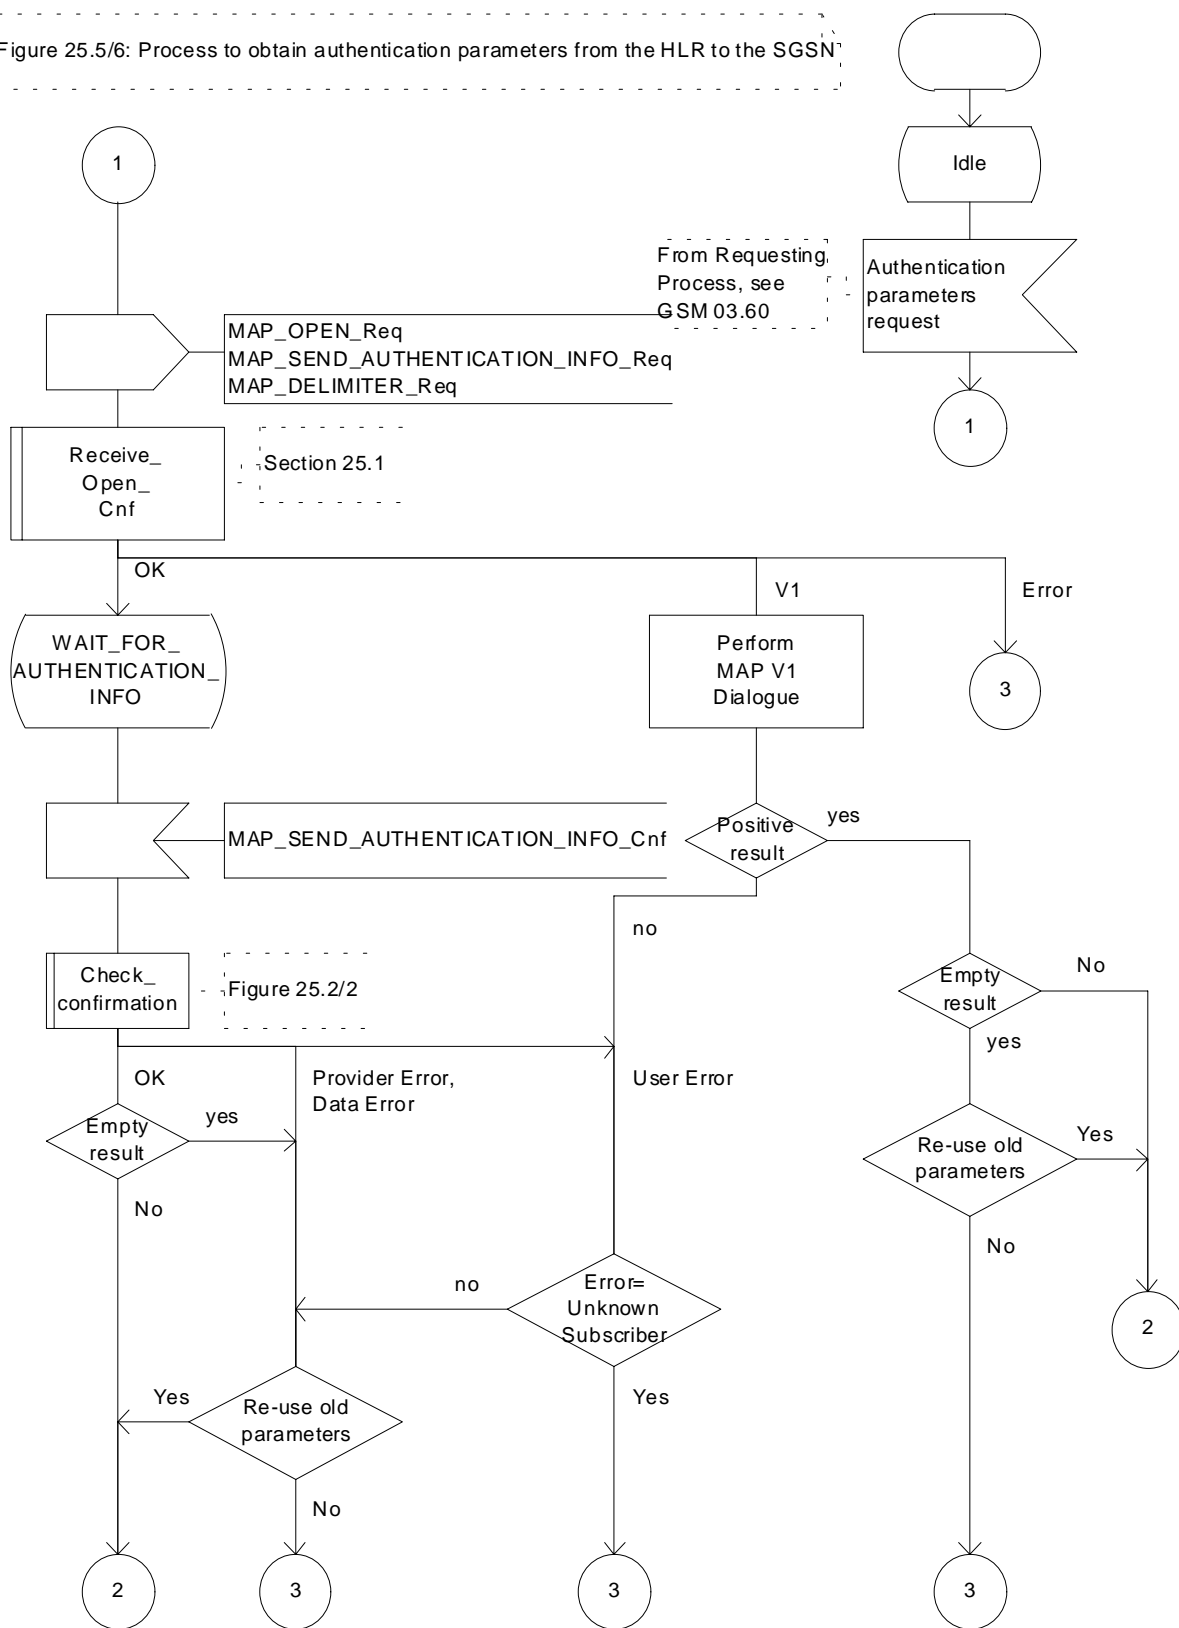 Figure 25.5/6: Process to obtain authentication parameters from the HLR to the SGSN
1
Idle
From Requesting
Process, see
GSM 03.60
Authentication
parameters
request
MAP_OPEN_Req
MAP_SEND_AUTHENTICATION_INFO_Req
MAP_DELIMITER_Req
1
Receive_
Open_
Cnf
Section 25.1
OK
V1
Error
WAIT_FOR_
AUTHENTICATION_
INFO
Perform
MAP V1
Dialogue
3
MAP_SEND_AUTHENTICATION_INFO_Cnf
Positive
result
yes
no
Check_
confirmation
Figure 25.2/2
Empty
result
No
yes
OK
Provider Error,
Data Error
User Error
Empty
result
yes
Re-use old
parameters
Yes
No
No
Error=
Unknown
Subscriber
no
2
Yes
Re-use old
parameters
Yes
No
2
3
3
3